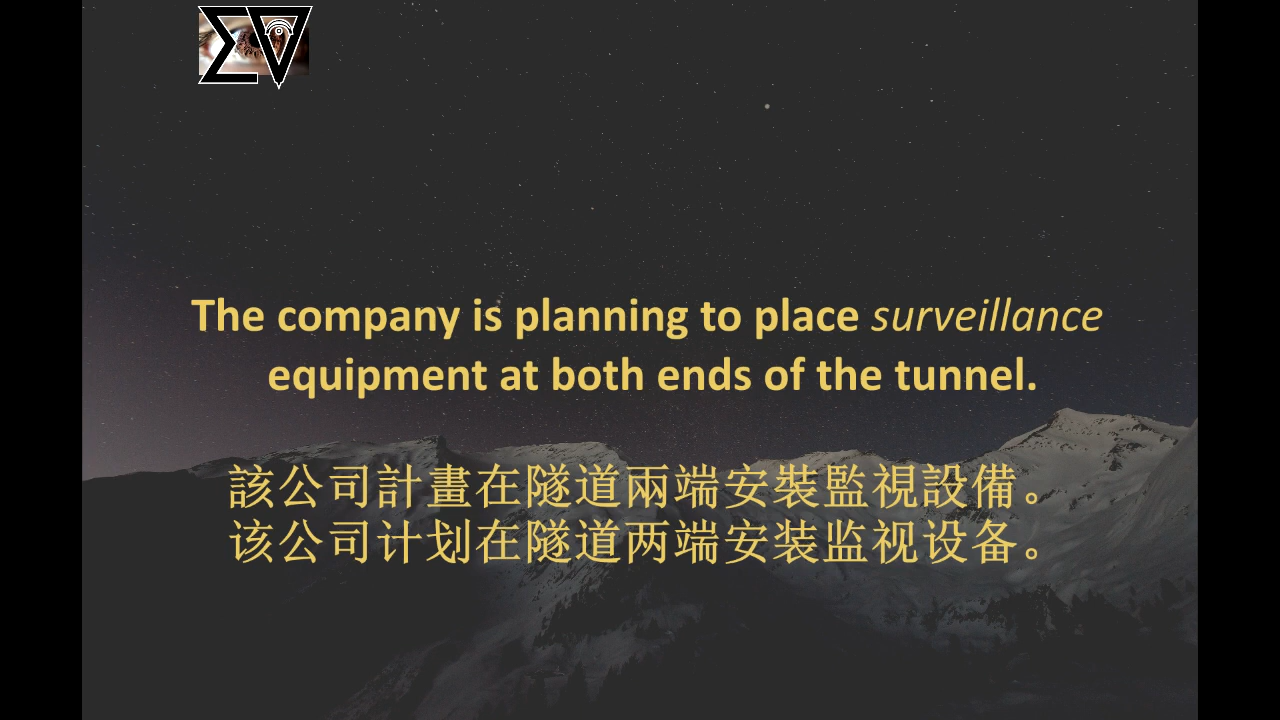 The company is planning to place surveillance
equipment at both ends of the tunnel.
該公司計畫在隧道兩端安裝監視設備。
该公司计划在隧道两端安装监视设备。